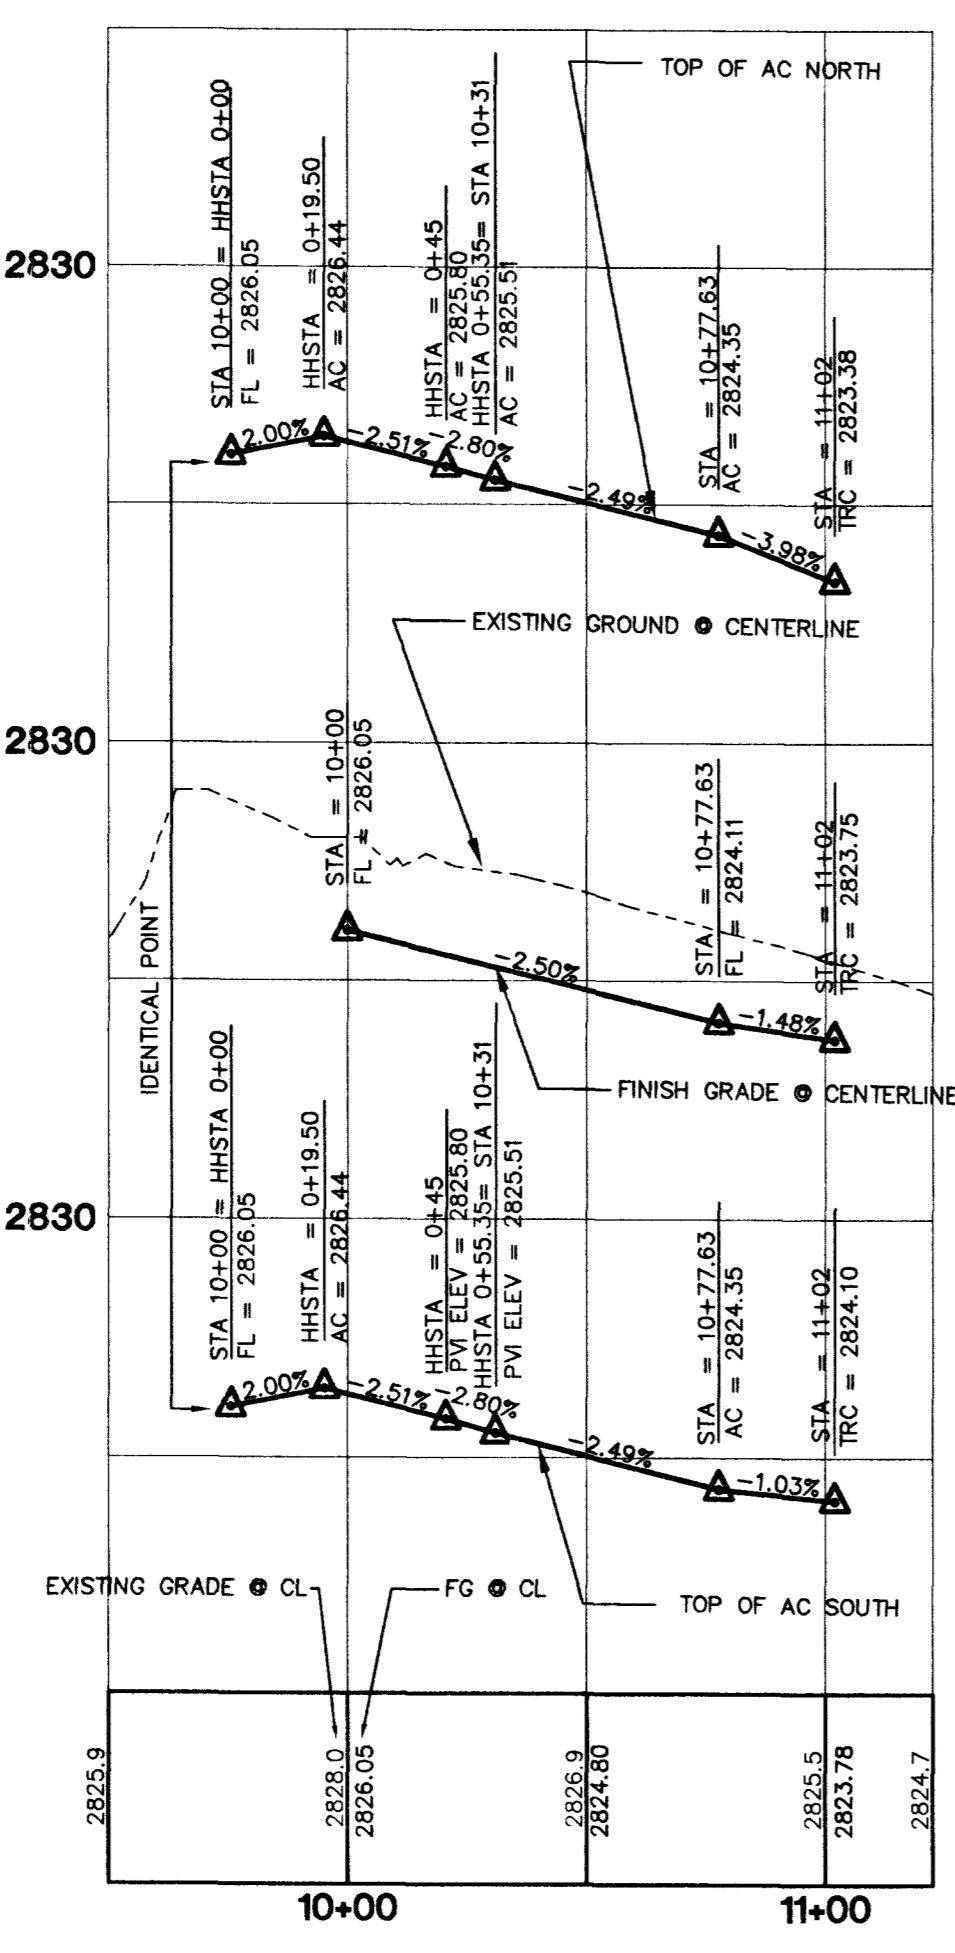 TOP OF AC NORTH
2830
STA 10+00 = HHSTA 0+00
FL = 2826.05
HHSTA = 0+19.50
AC = 2826.44
HHSTA = 0+45
AC = 2825.80
HHSTA 0+55.35= STA 10+31
AC = 2825.51
STA = 10+77.63
AC = 2824.35
STA = 11+02
TRC = 2823.38
2.00%
-2.51%
-2.80%
-2.49%
-3.98%
EXISTING GROUND @ CENTERLINE
2830
STA = 10+00
FL = 2826.05
STA = 10+77.63
FL = 2824.11
STA = 11+02
TRC = 2823.75
IDENTICAL POINT
-2.50%
-1.48%
FINISH GRADE @ CENTERLINE
2830
STA 10+00 = HHSTA 0+00
FL = 2826.05
HHSTA = 0+19.50
AC = 2826.44
HHSTA = 0+45
PVI ELEV = 2825.80
HHSTA 0+55.35= STA 10+31
PVI ELEV = 2825.51
STA = 10+77.63
AC = 2824.35
STA = 11+02
TRC = 2824.10
2.00%
-2.51%
-2.80%
-2.49%
-1.03%
EXISTING GRADE @ CL
FG @ CL
TOP OF AC SOUTH
2825.9
2828.0
2826.05
2826.9
2824.80
2825.5
2823.78
2824.7
10+00
11+00